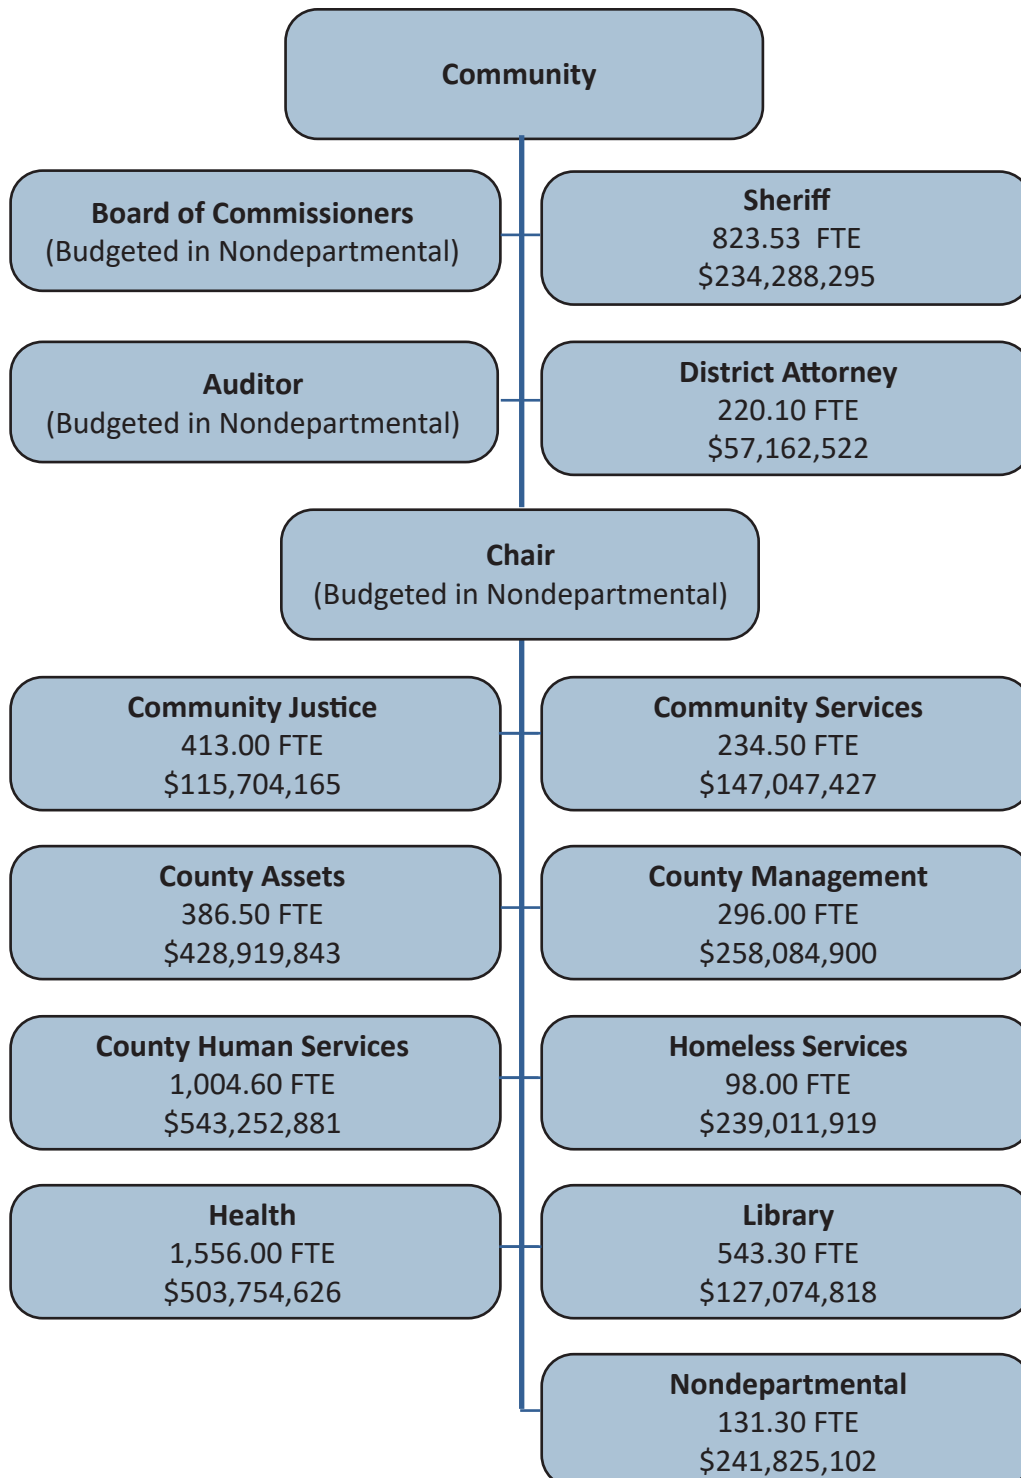 Community
Board of Commissioners
(Budgeted in Nondepartmental)
Sheriff
823.53 FTE
$234,288,295
Auditor
(Budgeted in Nondepartmental)
District Attorney
220.10 FTE
$57,162,522
Chair
(Budgeted in Nondepartmental)
Community Justice
413.00 FTE
$115,704,165
Community Services
234.50 FTE
$147,047,427
County Assets
386.50 FTE
$428,919,843
County Management
296.00 FTE
$258,084,900
County Human Services
1,004.60 FTE
$543,252,881
Homeless Services
98.00 FTE
$239,011,919
Health
1,556.00 FTE
$503,754,626
Library
543.30 FTE
$127,074,818
Nondepartmental
131.30 FTE
$241,825,102